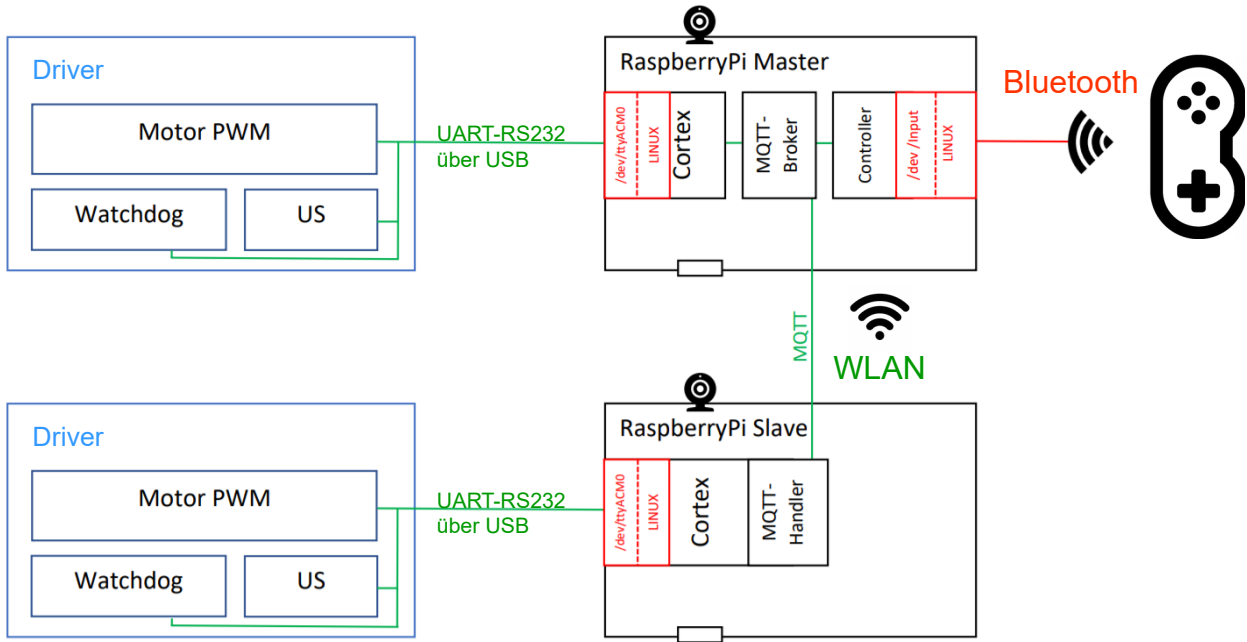 Driver
Motor PWM
Watchdog
US
UART-RS232
über USB
RaspberryPi Master
/dev/ttyACM0
LINUX
Cortex
MQTT-
Broker
Controller
/dev /Input
LINUX
Bluetooth
MQTT
WLAN
Driver
Motor PWM
Watchdog
US
UART-RS232
über USB
RaspberryPi Slave
/dev/ttyACM0
LINUX
Cortex
MQTT-
Handler